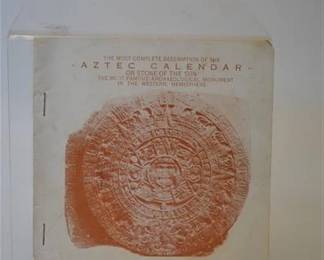 THE MOST COMPLETE DESCRIPTION OF THE
- AZTEC CALENDAR -
OR STONE OF THE SUN
THE MOST FAMOUS ARCHAEOLOGICAL MONUMENT
IN THE WESTERN HEMISPHERE.